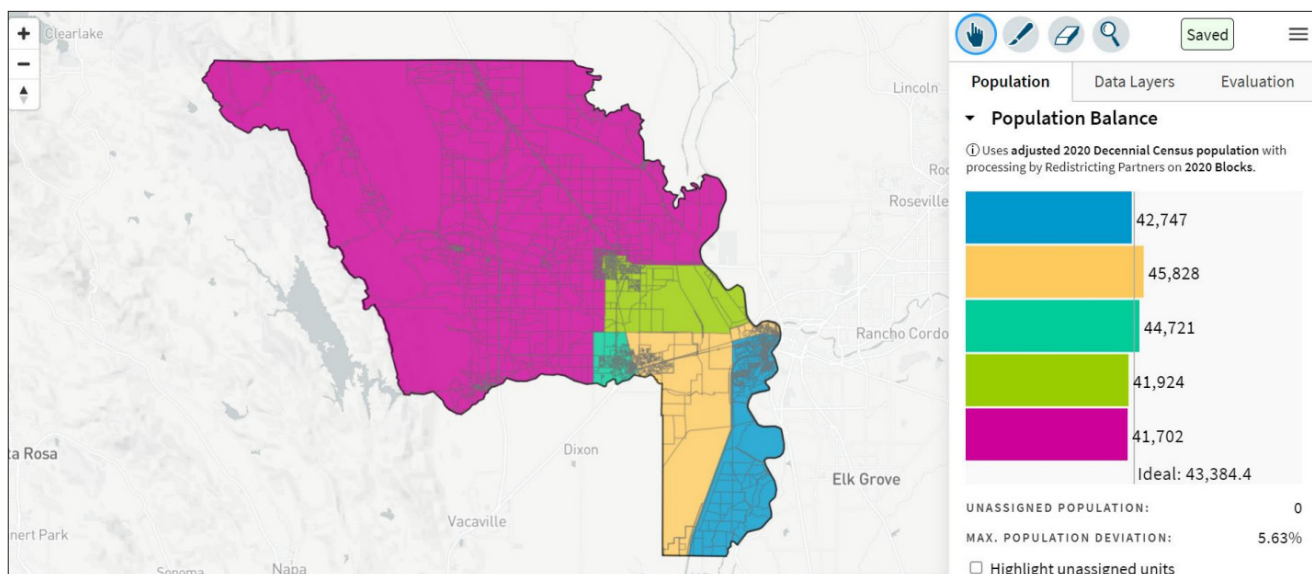 +
−
Clearlake
Lincoln
Roc
Roseville
Rancho Cordo
ta Rosa
Dixon
Elk Grove
Vacaville
nert Park
Sonoma
Napa
Saved
Population
Data Layers
Evaluation
Population Balance
Uses adjusted 2020 Decennial Census population with
processing by Redistricting Partners on 2020 Blocks.
42,747
45,828
44,721
41,924
41,702
Ideal: 43,384.4
UNASSIGNED POPULATION: 0
MAX. POPULATION DEVIATION: 5.63%
Highlight unassigned units